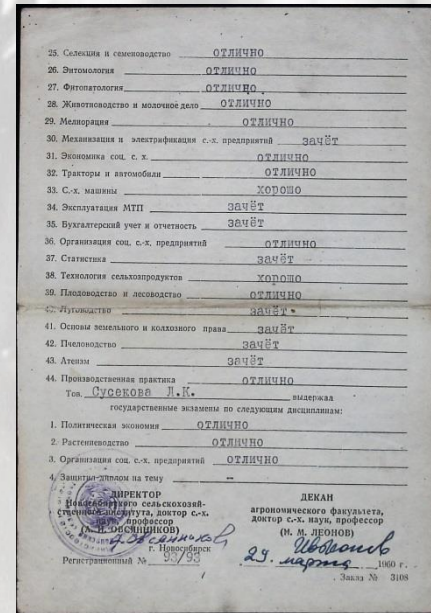 25. Селекция и семеноводство отлично
26. Энтомология отлично
27. Фитопатология отлично
28. Животноводство и молочное дело отлично
29. Мелиорация отлично
30. Механизация и электрификация с.-х. предприятий зачёт
31. Экономика соц. с. х. отлично
32. Тракторы и автомобили отлично
33. С.-х. машины хорошо
34. Эксплуатация МТП зачёт
35. Бухгалтерский учет и отчетность зачёт
36. Организация соц. с.-х. предприятий отлично
37. Статистика зачёт
38. Технология сельхозпродуктов хорошо
39. Плодоводство и лесоводство отлично
40. Луговодство зачёт
41. Основы земельного и колхозного права зачёт
42. Пчеловодство зачёт
43. Атеизм зачёт
44. Производственная практика отлично
Тов. Сусекова Л.К. выдержал
государственные экзамены по следующим дисциплинам:
1. Политическая экономия отлично
2. Растениеводство отлично
3. Организация соц. с.-х. предприятий отлично
4. Защитил диплом на тему —
ДИРЕКТОР
Новосибирского сельскохозяй-
ственного института, доктор с.-х.
наук, профессор
(А. Н. ОВСЯННИКОВ)
г. Новосибирск
Регистрационный № 93/93
ДЕКАН
агрономического факультета,
доктор с.-х. наук, профессор
(И. М. ЛЕОНОВ)
29. марта 1960 г.
Заказ № 3108